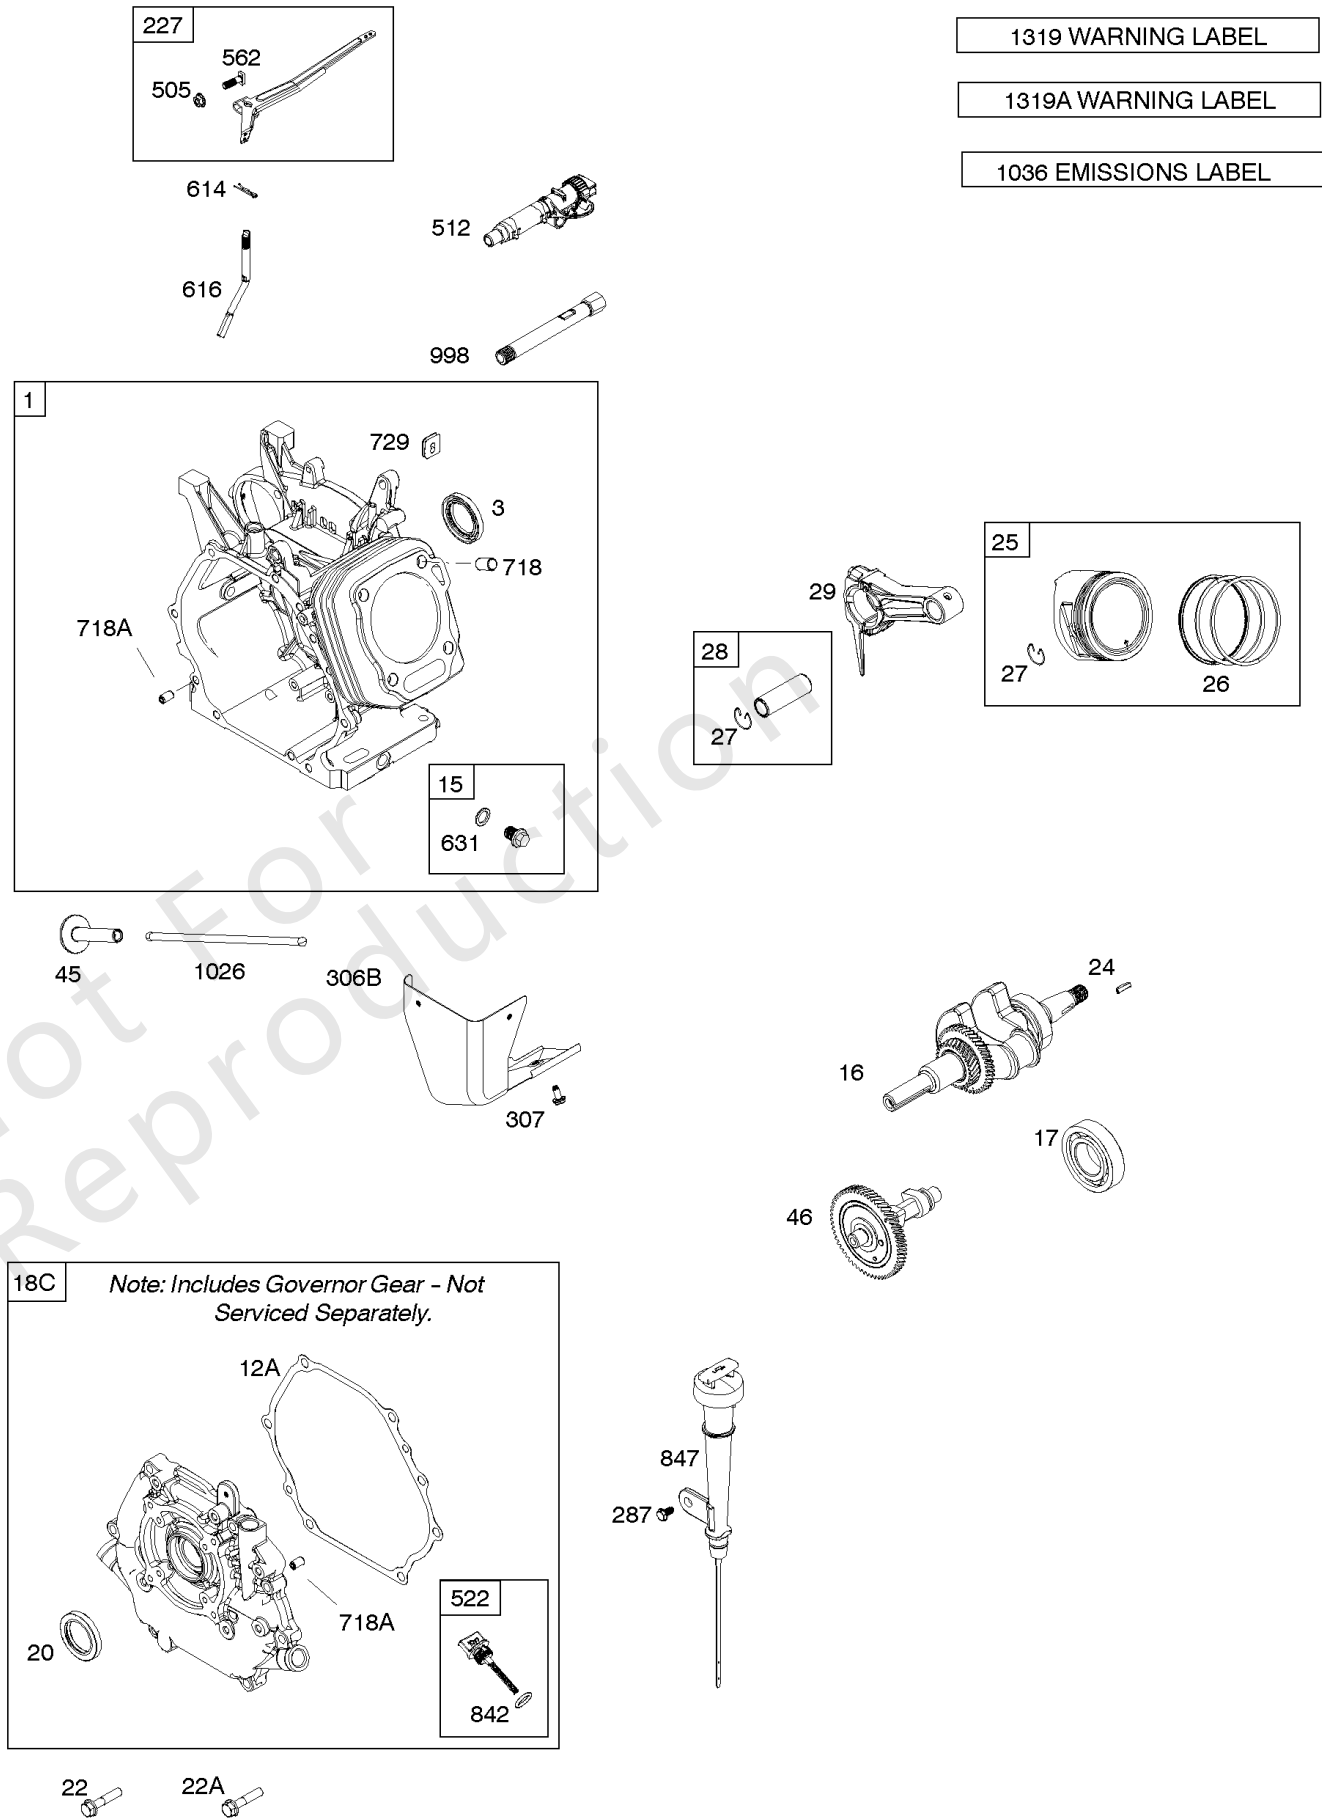 227
562
505
1319 WARNING LABEL
1319A WARNING LABEL
1036 EMISSIONS LABEL
614
512
616
998
1
729
3
718
718A
15
631
29
25
27
26
28
27
45
1026
306B
307
24
16
17
46
18C
Note: Includes Governor Gear – Not
Serviced Separately.
12A
718A
20
522
842
847
287
22
22A
Not For
Reproduction